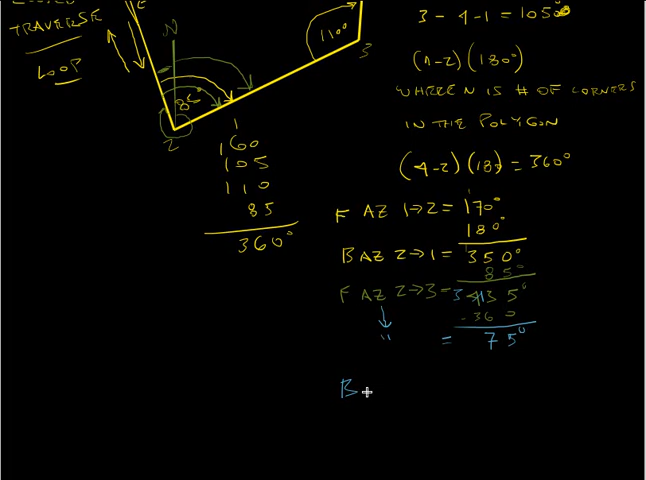 TRAVERSE
LOOP
N
110°
3
85°
2
1
160
105
110
85
360°
3 - 4 - 1 = 105°
(n-2)(180°)
WHERE N IS # OF CORNERS
IN THE POLYGON
(4-2)(180) = 360°
F AZ 1→2 = 170°
180°
B AZ 2→1 = 350°
85°
F AZ 2→3 = 435°
-360
" = 75°
B